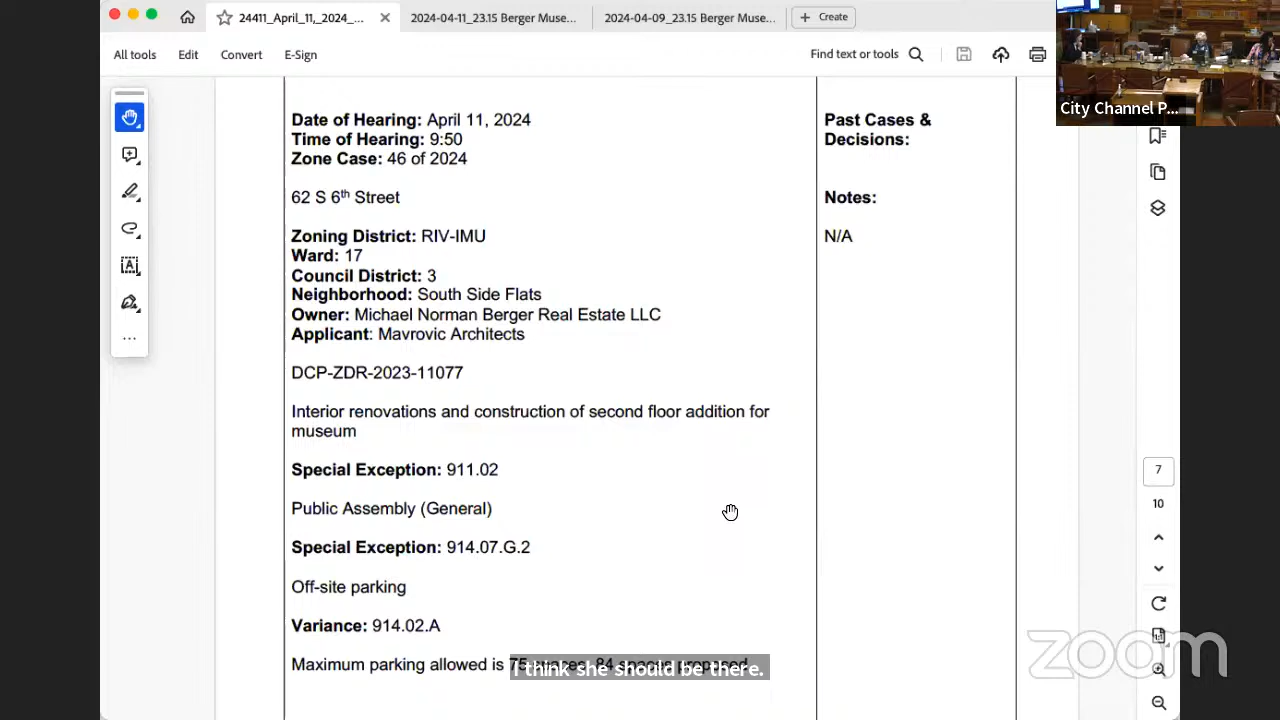 24411_April_11,_2024_...
2024-04-11_23.15 Berger Muse...
2024-04-09_23.15 Berger Muse...
Create
All tools
Edit
Convert
E-Sign
Find text or tools
City Channel P...
Date of Hearing: April 11, 2024
Time of Hearing: 9:50
Zone Case: 46 of 2024
62 S 6th Street
Zoning District: RIV-IMU
Ward: 17
Council District: 3
Neighborhood: South Side Flats
Owner: Michael Norman Berger Real Estate LLC
Applicant: Mavrovic Architects
DCP-ZDR-2023-11077
Interior renovations and construction of second floor addition for
museum
Special Exception: 911.02
Public Assembly (General)
Special Exception: 914.07.G.2
Off-site parking
Variance: 914.02.A
Maximum parking allowed is
I think she should be there.
Past Cases &
Decisions:
Notes:
N/A
7
10
zoom